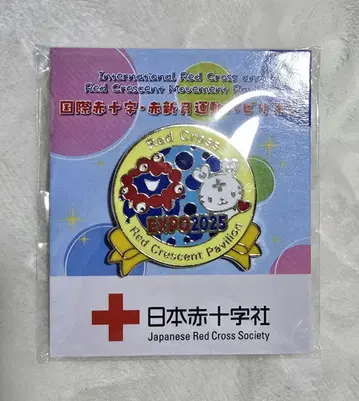 International Red Cross and
Red Crescent Movement
国際赤十字・赤新月運動
Red Cross
EXPO2025
Red Crescent Pavilion
日本赤十字社
Japanese Red Cross Society